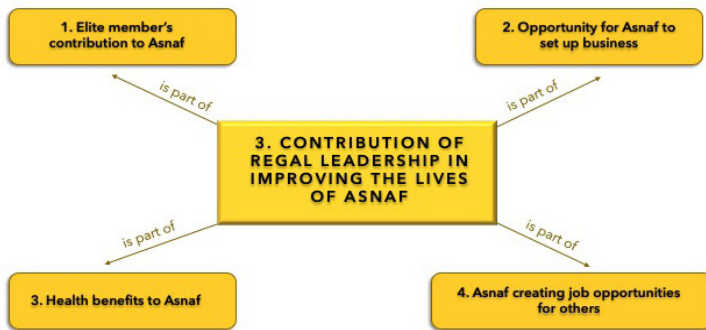 1. Elite member's
contribution to Asnaf
2. Opportunity for Asnaf to
set up business
is part of
is part of
3. CONTRIBUTION OF
REGAL LEADERSHIP IN
IMPROVING THE LIVES
OF ASNAF
is part of
is part of
3. Health benefits to Asnaf
4. Asnaf creating job opportunities
for others